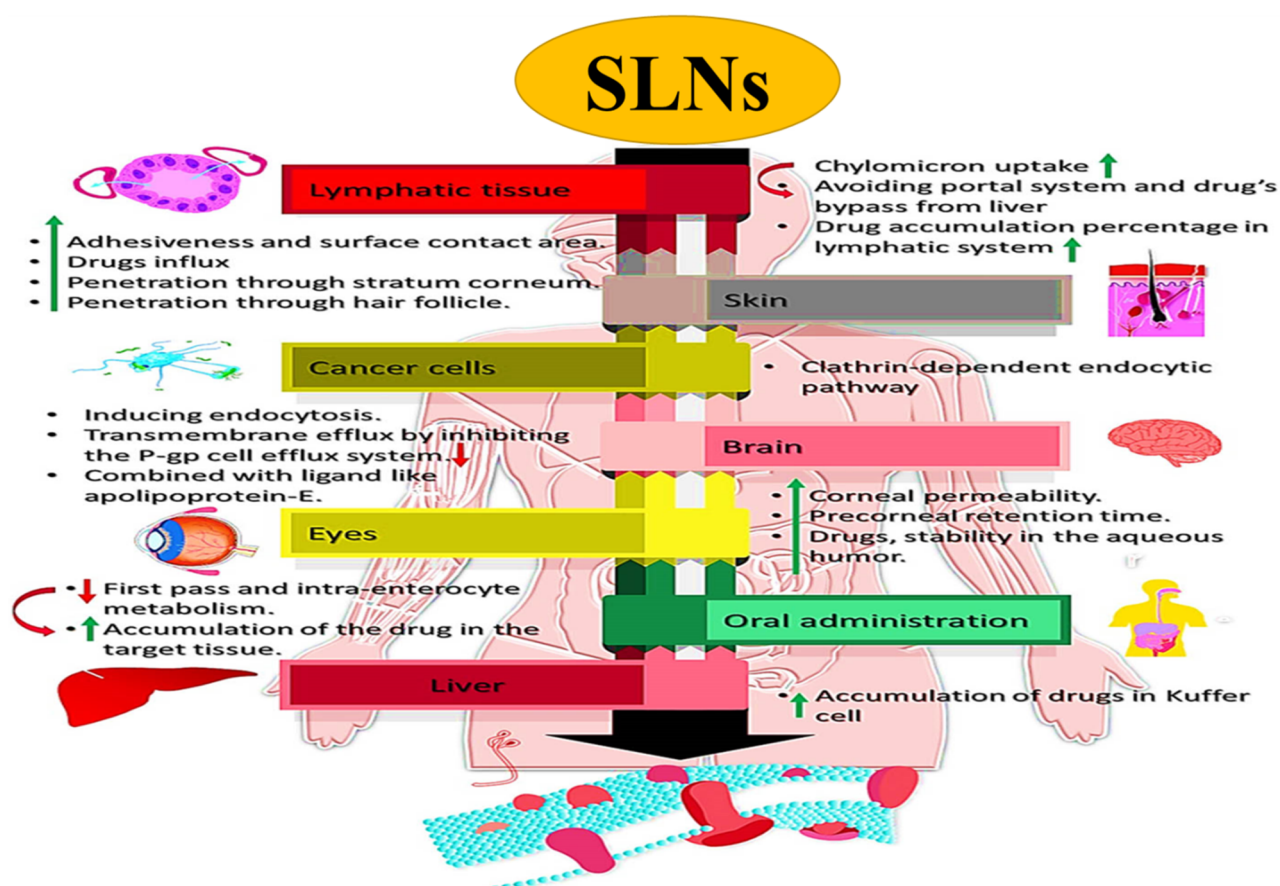 SLNs
Lymphatic tissue
Chylomicron uptake
• Avoiding portal system and drug's
bypass from liver
• Drug accumulation percentage in
lymphatic system
• Adhesiveness and surface contact area.
• Drugs influx
• Penetration through stratum corneum.
• Penetration through hair follicle.
Skin
Cancer cells
• Clathrin-dependent endocytic
pathway
• Inducing endocytosis.
• Transmembrane efflux by inhibiting
the P-gp cell efflux system.
• Combined with ligand like
apolipoprotein-E.
Brain
Eyes
• Corneal permeability.
• Precorneal retention time.
• Drugs, stability in the aqueous
humor.
• First pass and intra-enterocyte
metabolism.
• Accumulation of the drug in the
target tissue.
Oral administration
Liver
• Accumulation of drugs in Kuffer
cell